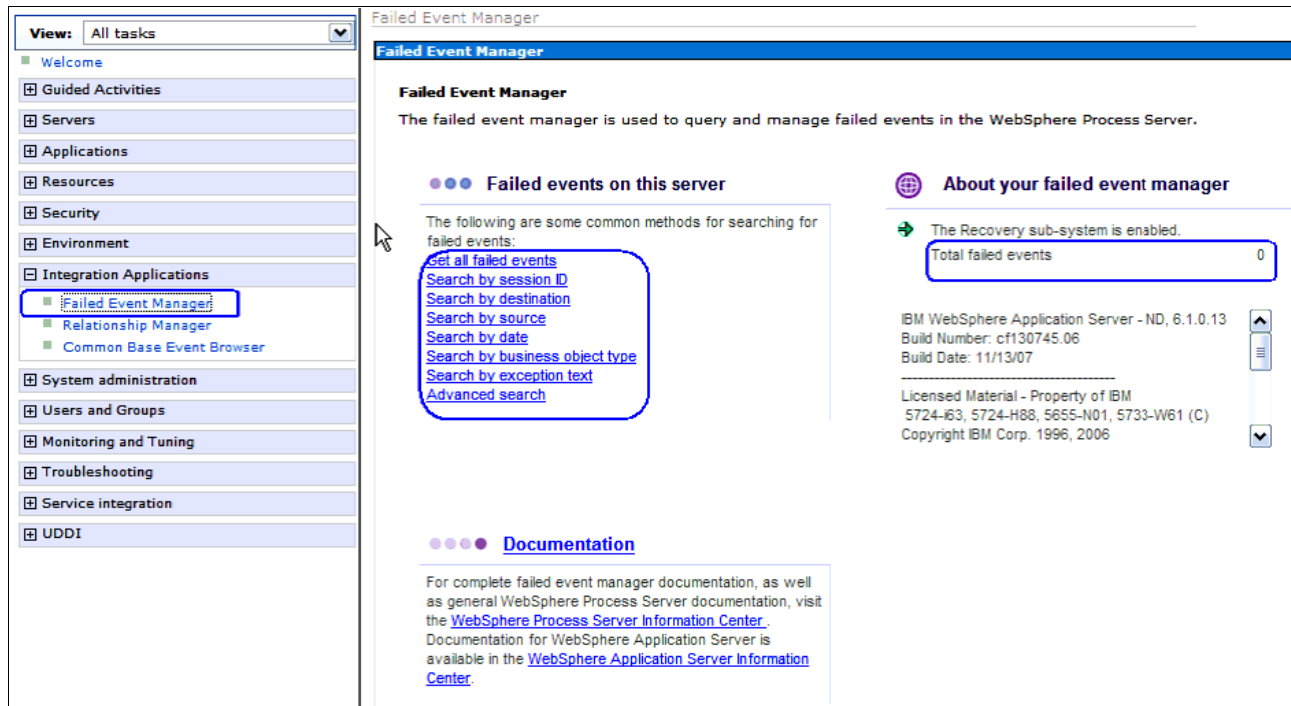 View: All tasks
Welcome
Guided Activities
Servers
Applications
Resources
Security
Environment
Integration Applications
Failed Event Manager
Relationship Manager
Common Base Event Browser
System administration
Users and Groups
Monitoring and Tuning
Troubleshooting
Service integration
UDDI
Failed Event Manager
Failed Event Manager
Failed Event Manager
The failed event manager is used to query and manage failed events in the WebSphere Process Server.
Failed events on this server
The following are some common methods for searching for
failed events:
Get all failed events
Search by session ID
Search by destination
Search by source
Search by date
Search by business object type
Search by exception text
Advanced search
About your failed event manager
The Recovery sub-system is enabled.
Total failed events 0
IBM WebSphere Application Server - ND, 6.1.0.13
Build Number: cf130745.06
Build Date: 11/13/07
----------------------------------------
Licensed Material - Property of IBM
5724-i63, 5724-H88, 5655-N01, 5733-W61 (C)
Copyright IBM Corp. 1996, 2006
Documentation
For complete failed event manager documentation, as well
as general WebSphere Process Server documentation, visit
the WebSphere Process Server Information Center .
Documentation for WebSphere Application Server is
available in the WebSphere Application Server Information
Center.